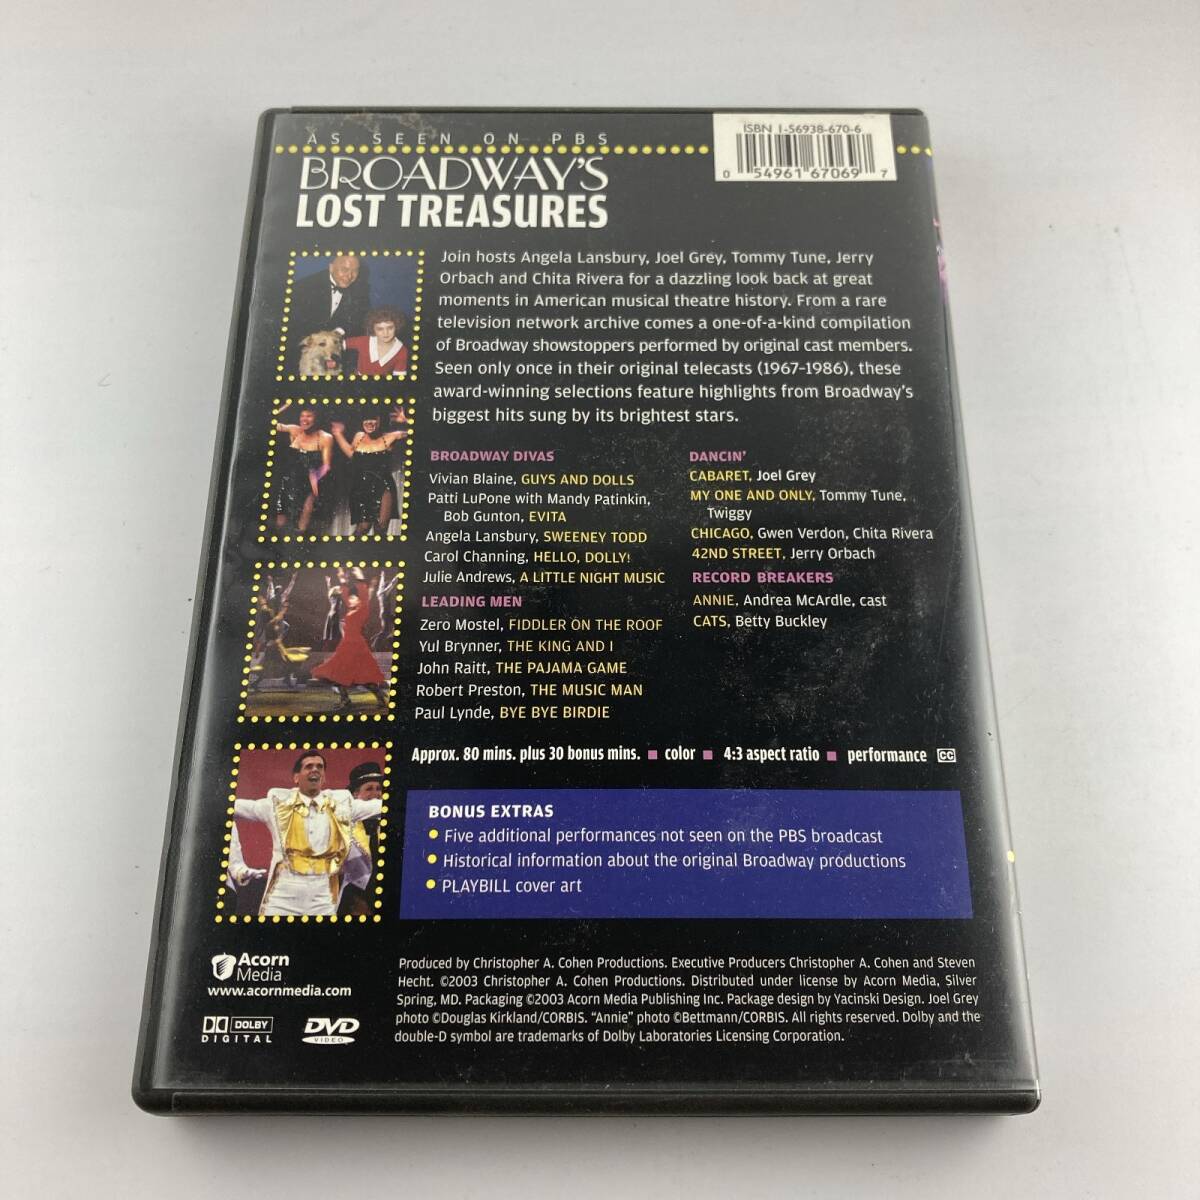 AS SEEN ON PBS
BROADWAY'S
LOST TREASURES
ISBN 1-56938-670-6
0 54961 67069 7
Join hosts Angela Lansbury, Joel Grey, Tommy Tune, Jerry
Orbach and Chita Rivera for a dazzling look back at great
moments in American musical theatre history. From a rare
television network archive comes a one-of-a-kind compilation
of Broadway showstoppers performed by original cast members.
Seen only once in their original telecasts (1967-1986), these
award-winning selections feature highlights from Broadway's
biggest hits sung by its brightest stars.
BROADWAY DIVAS
Vivian Blaine, GUYS AND DOLLS
Patti LuPone with Mandy Patinkin,
Bob Gunton, EVITA
Angela Lansbury, SWEENEY TODD
Carol Channing, HELLO, DOLLY!
Julie Andrews, A LITTLE NIGHT MUSIC
LEADING MEN
Zero Mostel, FIDDLER ON THE ROOF
Yul Brynner, THE KING AND I
John Raitt, THE PAJAMA GAME
Robert Preston, THE MUSIC MAN
Paul Lynde, BYE BYE BIRDIE
DANCIN'
CABARET, Joel Grey
MY ONE AND ONLY, Tommy Tune,
Twiggy
CHICAGO, Gwen Verdon, Chita Rivera
42ND STREET, Jerry Orbach
RECORD BREAKERS
ANNIE, Andrea McArdle, cast
CATS, Betty Buckley
Approx. 80 mins. plus 30 bonus mins. ■ color ■ 4:3 aspect ratio ■ performance CC
BONUS EXTRAS
• Five additional performances not seen on the PBS broadcast
• Historical information about the original Broadway productions
• PLAYBILL cover art
Acorn
Media
www.acornmedia.com
DOLBY
DIGITAL
DVD
VIDEO
Produced by Christopher A. Cohen Productions. Executive Producers Christopher A. Cohen and Steven
Hecht. ©2003 Christopher A. Cohen Productions. Distributed under license by Acorn Media, Silver
Spring, MD. Packaging ©2003 Acorn Media Publishing Inc. Package design by Yacinski Design. Joel Grey
photo ©Douglas Kirkland/CORBIS. "Annie" photo ©Bettmann/CORBIS. All rights reserved. Dolby and the
double-D symbol are trademarks of Dolby Laboratories Licensing Corporation.